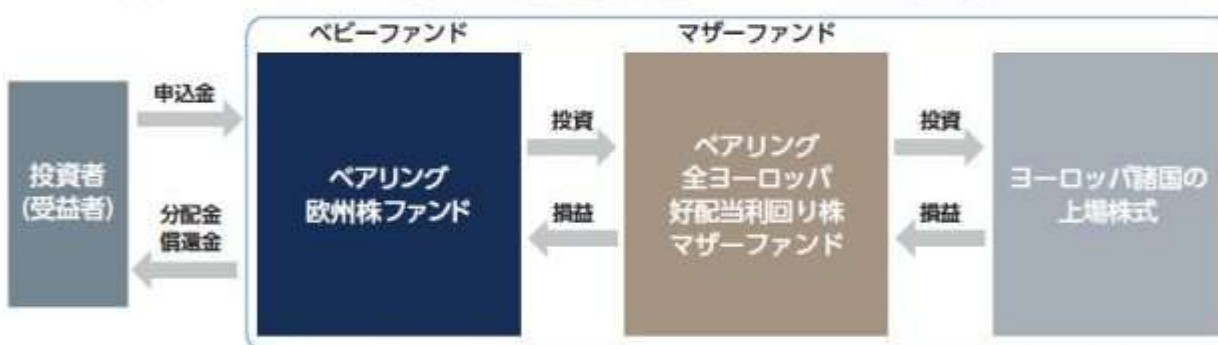 ベビーファンド
マザーファンド
申込金
投資
投資
投資者
(受益者)
ベアリング
欧州株ファンド
ベアリング
全ヨーロッパ
好配当利回り株
マザーファンド
ヨーロッパ諸国の
上場株式
分配金
償還金
損益
損益